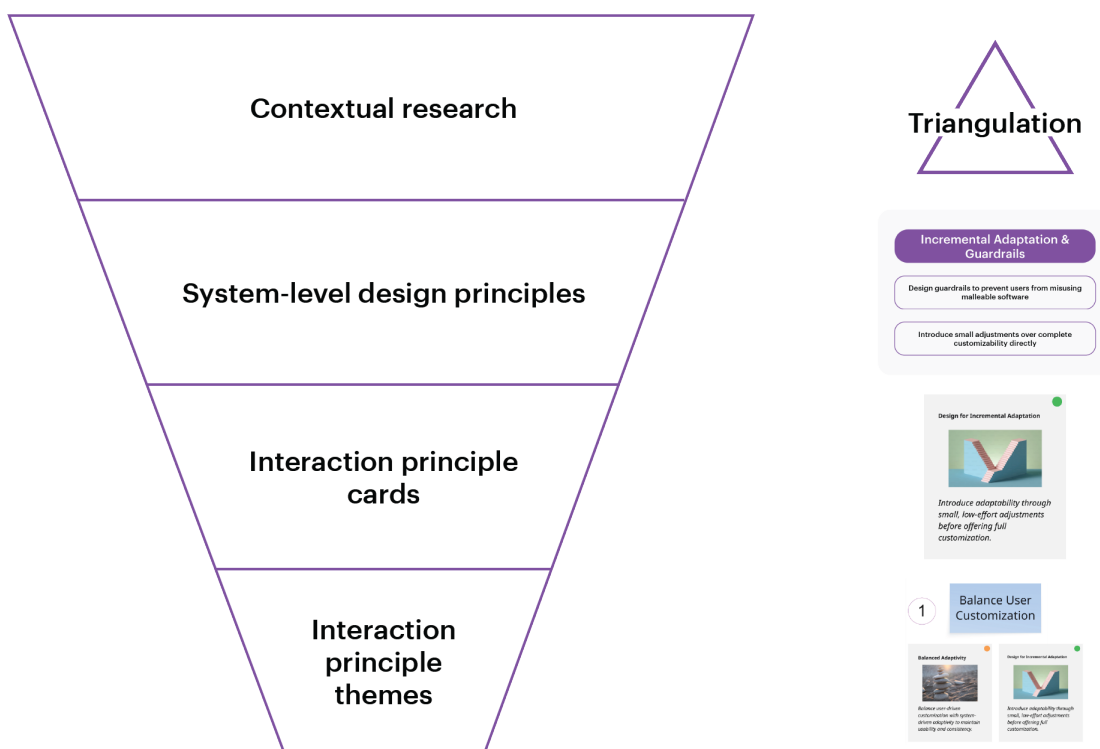 Contextual research
System-level design principles
Interaction principle
cards
Interaction
principle
themes
Triangulation
Incremental Adaptation &
Guardrails
Design guardrails to prevent users from misusing
malleable software
Introduce small adjustments over complete
customizability directly
Design for Incremental Adaptation
Introduce adaptability through
small, low-effort adjustments
before offering full
customization.
1
Balance User
Customization
Balanced Adaptivity
Balance user-driven
customization with system-
driven adaptivity to maintain
usability and consistency.
Design for Incremental Adaptation
Introduce adaptability through
small, low-effort adjustments
before offering full
customization.